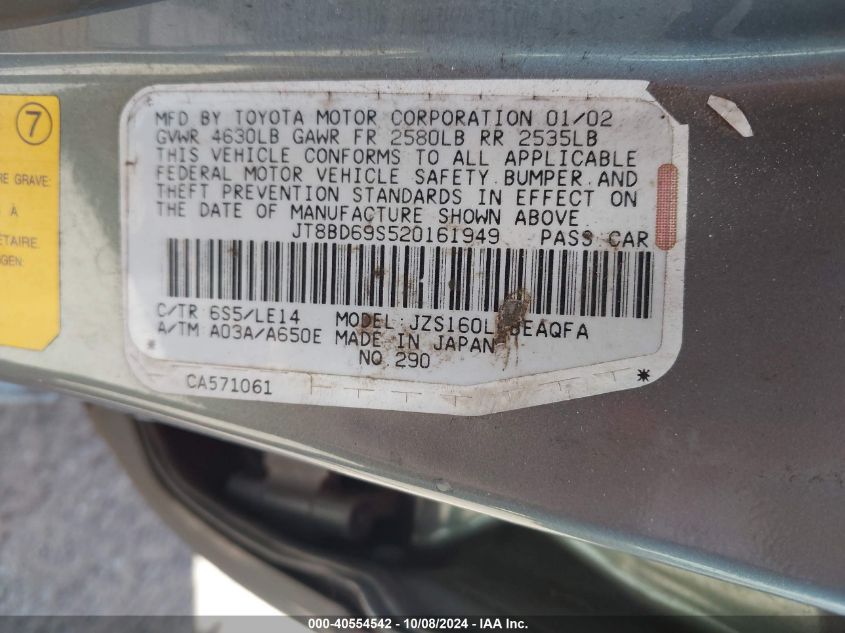 7
RE GRAVE:
À
ÉTAIRE.
GEN:
MFD BY TOYOTA MOTOR CORPORATION 01/02
GVWR 4630LB GAWR FR 2580LB RR 2535LB
THIS VEHICLE CONFORMS TO ALL APPLICABLE
FEDERAL MOTOR VEHICLE SAFETY, BUMPER, AND
THEFT PREVENTION STANDARDS IN EFFECT ON
THE DATE OF MANUFACTURE SHOWN ABOVE.
JT8BD69S520161949 PASS CAR
C/TR 6S5/LE14 MODEL: EAQFA
A/TM A03A/A650E MADE IN JAPAN
NO 290
CA571061
000-40554542 - 10/08/2024 - IAA Inc.